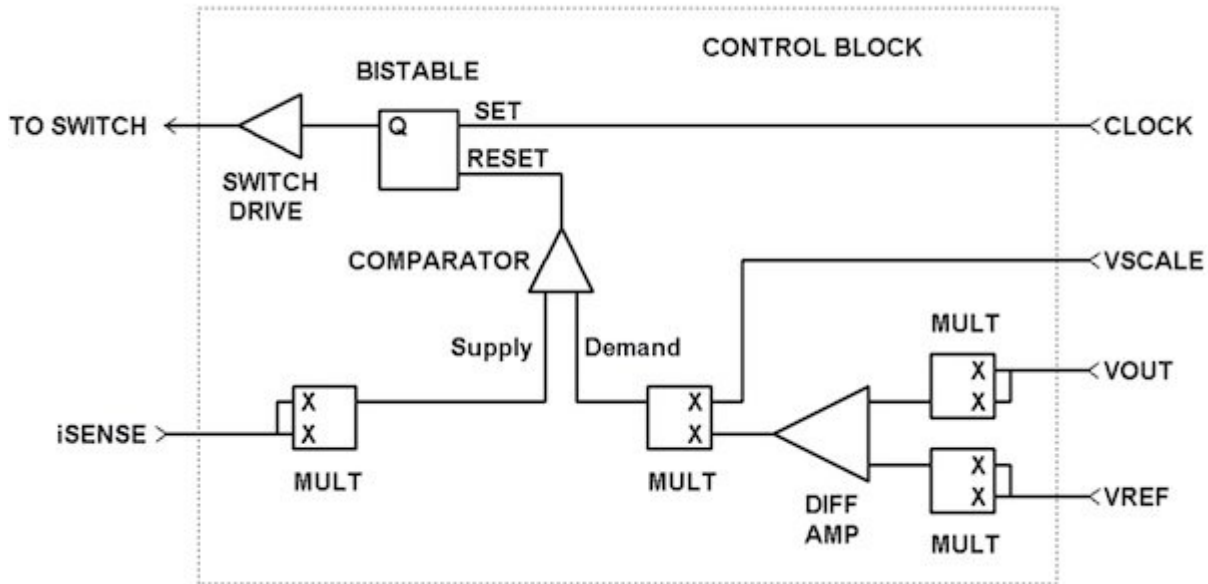 CONTROL BLOCK
BISTABLE
TO SWITCH
Q
SET
CLOCK
RESET
SWITCH
DRIVE
COMPARATOR
VSCALE
MULT
Supply
Demand
X
X
VOUT
X
X
X
X
iSENSE
MULT
MULT
X
X
VREF
DIFF
AMP
MULT